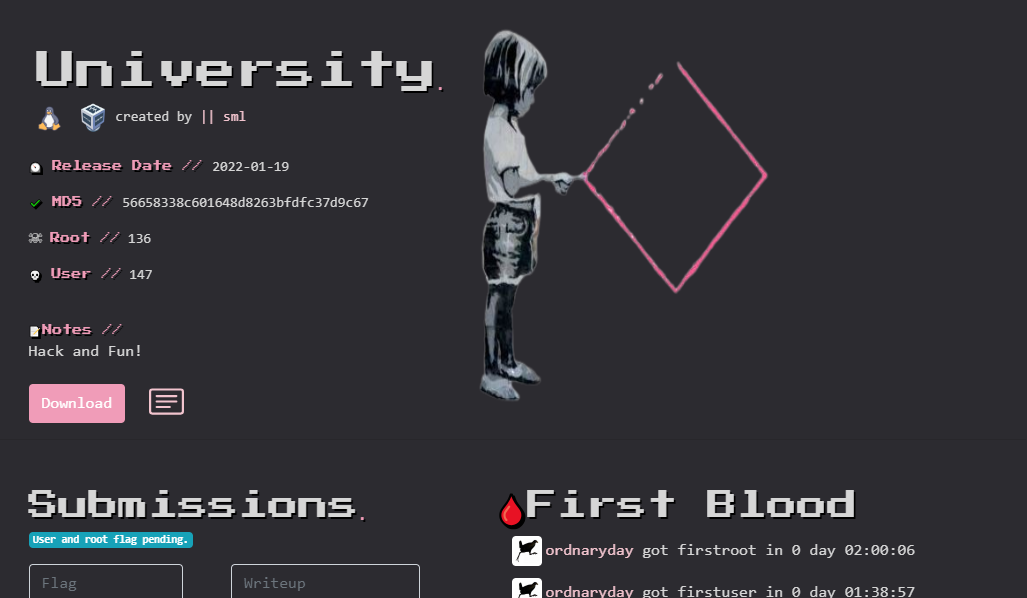 University.
created by || sml
Release Date // 2022-01-19
MD5 // 56658338c601648d8263bfdfc37d9c67
Root // 136
User // 147
Notes //
Hack and Fun!
Download
Submissions.
User and root flag pending.
Flag
Writeup
First Blood
ordnaryday got firstroot in 0 day 02:00:06
ordnaryday got firstuser in 0 day 01:38:57